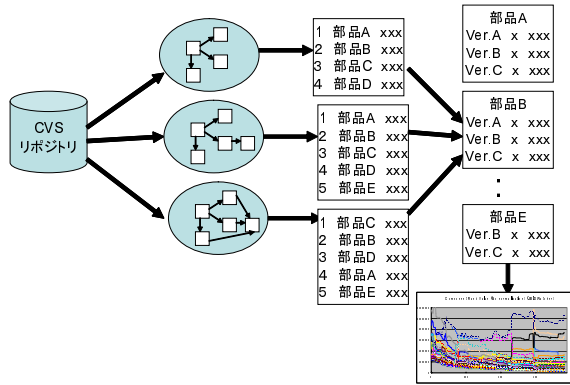 CVS
リポジトリ
1 部品A xxx
2 部品B xxx
3 部品C xxx
4 部品D xxx
1 部品A xxx
2 部品B xxx
3 部品C xxx
4 部品D xxx
5 部品E xxx
1 部品C xxx
2 部品B xxx
3 部品D xxx
4 部品A xxx
5 部品E xxx
部品A
Ver.A x xxx
Ver.B x xxx
Ver.C x xxx
部品B
Ver.A x xxx
Ver.B x xxx
Ver.C x xxx
部品E
Ver.B x xxx
Ver.C x xxx